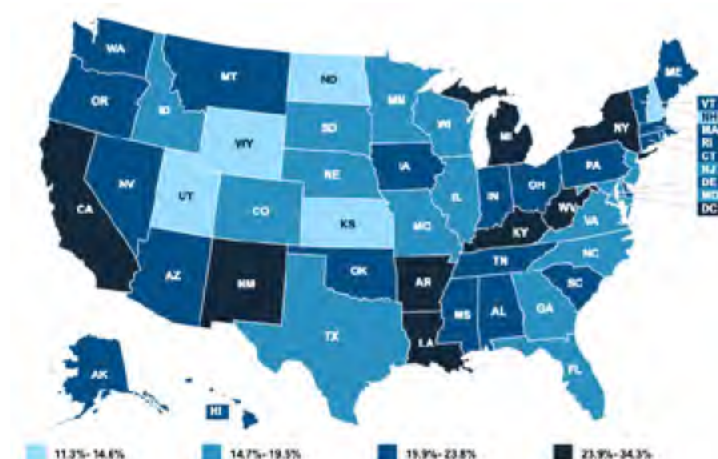 WA
MT
ND
MN
ME
OR
ID
SD
WI
MI
NY
VT
NH
MA
RI
CT
NJ
DE
MD
DC
WY
NE
IA
PA
NV
UT
CO
IL
IN
OH
WV
VA
CA
KS
MO
KY
NC
TN
AZ
NM
OK
AR
SC
MS
AL
GA
TX
LA
FL
AK
HI
11.3%- 14.6% 14.7%- 19.5% 19.9%- 23.8% 23.9%- 34.3%